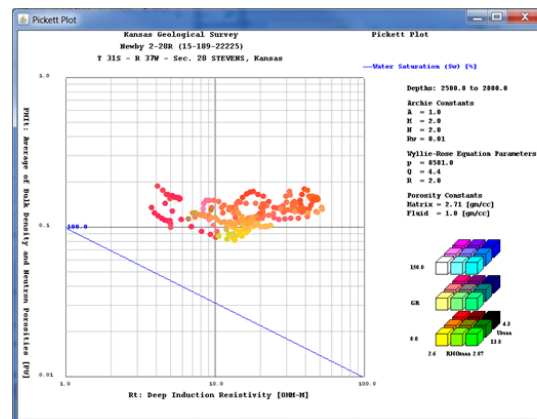 Pickett Plot
Kansas Geological Survey
Newby 2-28R (15-189-22225)
T 31S - R 37W - Sec. 28 STEVENS, Kansas
Pickett Plot
Water Saturation (Sw) [%]
Depths: 2500.0 to 2800.0
Archie Constants
A = 1.0
M = 2.0
N = 2.0
Rw = 0.01
Wyllie-Rose Equation Parameters
p = 8581.0
Q = 4.4
R = 2.0
Porosity Constants
Matrix = 2.71 [gm/cc]
Fluid = 1.0 [gm/cc]
PHIt: Average of Bulk Density and Neutron Porosities [PU]
1.0
0.1
0.01
100.0
1.0
10.0
100.0
Rt: Deep Induction Resistivity [OHM-M]
150.0
GR
0.0
4.3
Umaa
13.8
2.6 RHOmaa 2.87